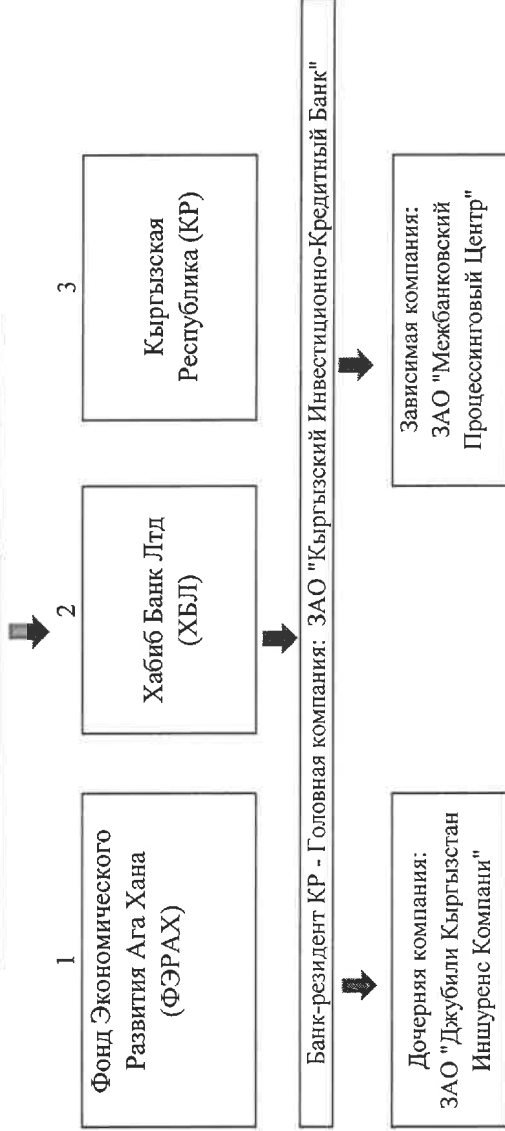 1
Фонд Экономического
Развития Ага Хана
(ФЭРАХ)
2
Хабиб Банк Лтд
(ХБЛ)
3
Кыргызская
Республика (КР)
Банк-резидент КР - Головная компания: ЗАО "Кыргызский Инвестиционно-Кредитный Банк"
Дочерняя компания:
ЗАО "Джубили Кыргызстан
Иншуренс Компани"
Зависимая компания:
ЗАО "Межбанковский
Процессинговый Центр"